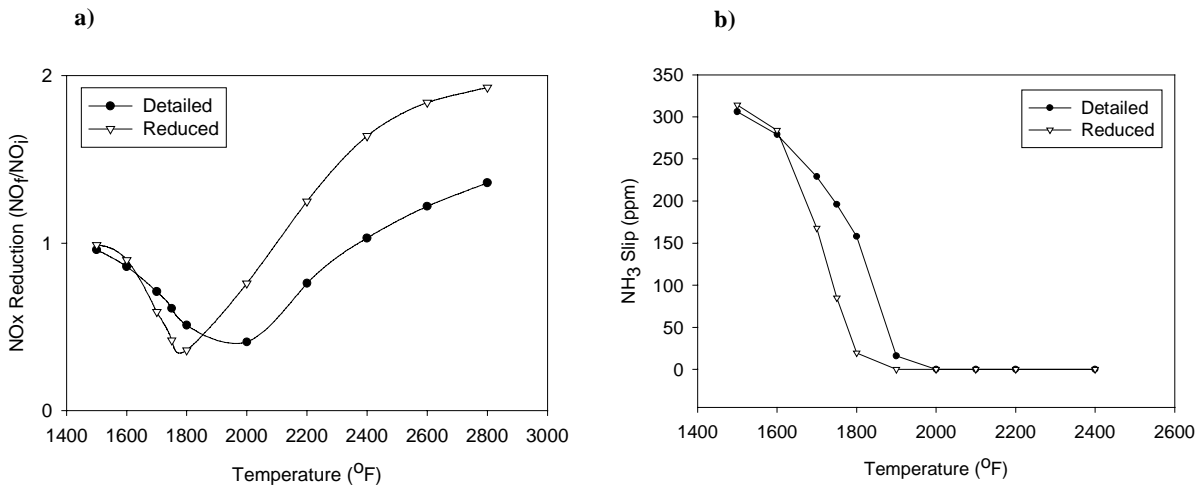 a)
NOx Reduction (NOf/NOi)
2
1
0
Detailed
Reduced
1400 1600 1800 2000 2200 2400 2600 2800 3000
Temperature (ºF)
b)
NH3 Slip (ppm)
350
300
250
200
150
100
50
0
Detailed
Reduced
1400 1600 1800 2000 2200 2400 2600
Temperature (ºF)